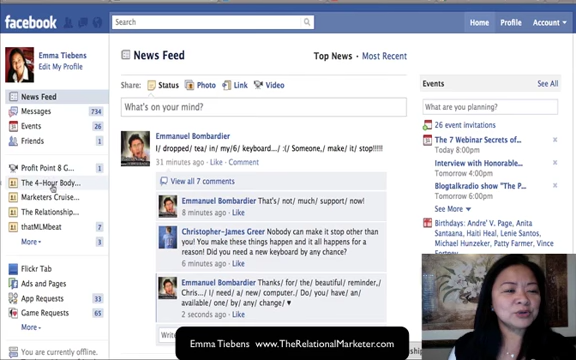 facebook
Search
Home Profile Account
Emma Tiebens
Edit My Profile
News Feed
Messages 734
Events 26
Friends 1
Profit Point 8 G... 1
The 4-Hour Body...
Marketers Cruise...
The Relationship...
thatMLMbeat 7
More 3
Flickr Tab
Ads and Pages
App Requests 33
Game Requests 65
More
You are currently offline.
News Feed
Top News · Most Recent
Share: Status Photo Link Video
What's on your mind?
Emmanuel Bombardier
I/ dropped/ tea/ in/ my/6/ keyboard.../ :/ Someone,/ make/ it/ stop!!!!!
31 minutes ago · Like · Comment
View all 7 comments
Emmanuel Bombardier That's/ not/ much/ support/ now!
8 minutes ago · Like
Christopher-James Greer Nobody can make it stop other than
you! You make these things happen and it all happens for a
reason! Did you need a new keyboard by any chance?
6 minutes ago · Like
Emmanuel Bombardier Thanks/ for/ the/ beautiful/ reminder,/
Chris.../ I/ need/ a/ new/ computer./ Do/ you/ have/ an/
available/ one/ by/ any/ change/
2 seconds ago · Like
Events See All
What are you planning?
26 event invitations
The 7 Webinar Secrets of...
Today 8:00pm
Interview with Honorable...
Tomorrow 4:00pm
Blogtalkradio show "The P...
Tomorrow 6:00pm
See More
Birthdays: Andre' V. Page, Anita
Santaana, Haiti Heal, Lenie Santos,
Michael Hunzeker, Patty Farmer, Vince
Emma Tiebens www.TheRelationalMarketer.com